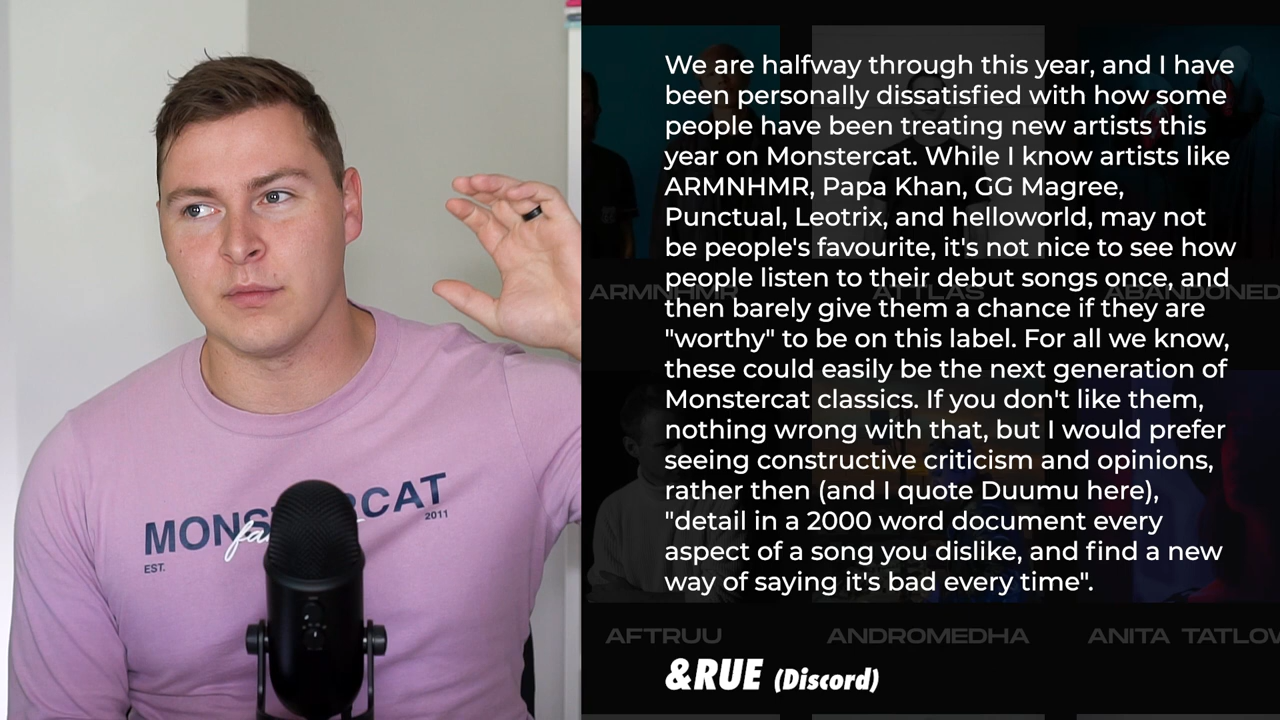 We are halfway through this year, and I have
been personally dissatisfied with how some
people have been treating new artists this
year on Monstercat. While I know artists like
ARMNHMR, Papa Khan, GG Magree,
Punctual, Leotrix, and helloworld, may not
be people's favourite, it's not nice to see how
people listen to their debut songs once, and
then barely give them a chance if they are
"worthy" to be on this label. For all we know,
these could easily be the next generation of
Monstercat classics. If you don't like them,
nothing wrong with that, but I would prefer
seeing constructive criticism and opinions,
rather then (and I quote Duumu here),
"detail in a 2000 word document every
aspect of a song you dislike, and find a new
way of saying it's bad every time".
&RUE (Discord)
ARMNHMR ATTLAS ABANDONED
AFTRUU ANDROMEDHA ANITA TATLOW
MONSTERCAT
2011
EST.